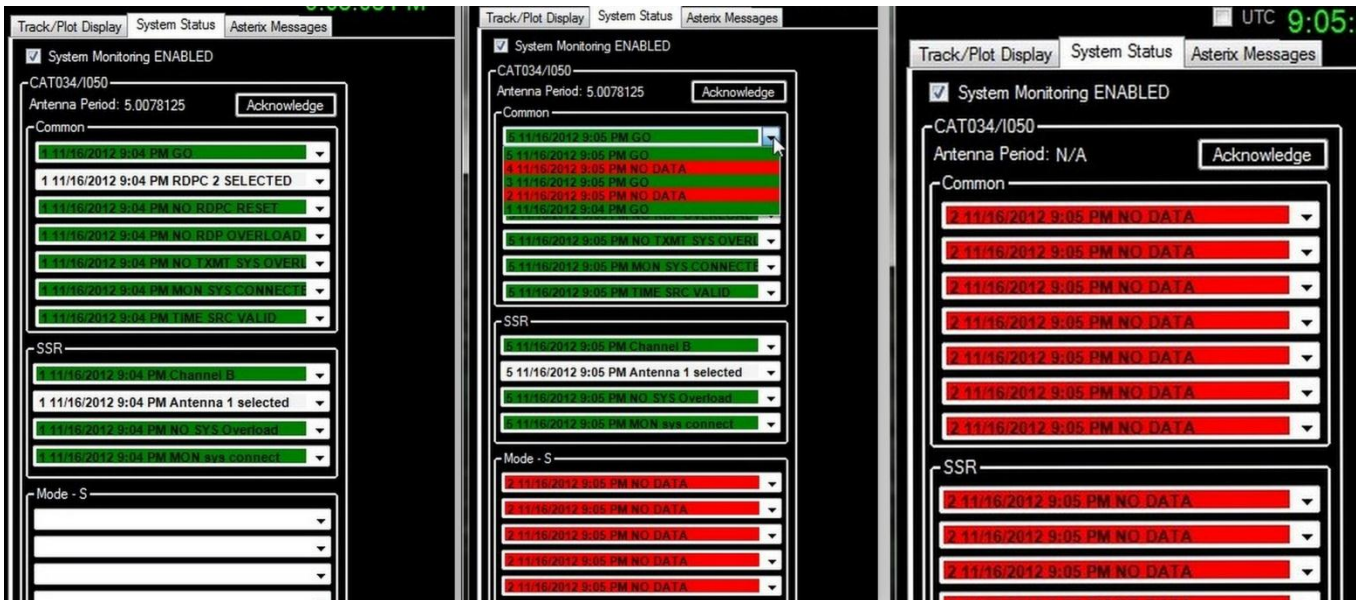 Track/Plot Display System Status Asterix Messages
System Monitoring ENABLED
CAT034/I050
Antenna Period: 5.0078125 Acknowledge
Common
1 11/16/2012 9:04 PM GO
1 11/16/2012 9:04 PM RDPC 2 SELECTED
1 11/16/2012 9:04 PM NO RDPC RESET
1 11/16/2012 9:04 PM NO RDP OVERLOAD
1 11/16/2012 9:04 PM NO TXMT SYS OVERL
1 11/16/2012 9:04 PM MON SYS CONNECTE
1 11/16/2012 9:04 PM TIME SRC VALID
SSR
1 11/16/2012 9:04 PM Channel B
1 11/16/2012 9:04 PM Antenna 1 selected
1 11/16/2012 9:04 PM NO SYS Overload
1 11/16/2012 9:04 PM MON sys connect
Mode - S
Track/Plot Display System Status Asterix Messages
System Monitoring ENABLED
CAT034/I050
Antenna Period: 5.0078125 Acknowledge
Common
5 11/16/2012 9:05 PM GO
5 11/16/2012 9:05 PM GO
4 11/16/2012 9:05 PM NO DATA
3 11/16/2012 9:05 PM GO
2 11/16/2012 9:05 PM NO DATA
1 11/16/2012 9:04 PM GO
5 11/16/2012 9:05 PM NO TXMT SYS OVERL
5 11/16/2012 9:05 PM MON SYS CONNECTE
5 11/16/2012 9:05 PM TIME SRC VALID
SSR
5 11/16/2012 9:05 PM Channel B
5 11/16/2012 9:05 PM Antenna 1 selected
5 11/16/2012 9:05 PM NO SYS Overload
5 11/16/2012 9:05 PM MON sys connect
Mode - S
2 11/16/2012 9:05 PM NO DATA
2 11/16/2012 9:05 PM NO DATA
2 11/16/2012 9:05 PM NO DATA
2 11/16/2012 9:05 PM NO DATA
2 11/16/2012 9:05 PM NO DATA
UTC 9:05:
Track/Plot Display System Status Asterix Messages
System Monitoring ENABLED
CAT034/I050
Antenna Period: N/A Acknowledge
Common
2 11/16/2012 9:05 PM NO DATA
2 11/16/2012 9:05 PM NO DATA
2 11/16/2012 9:05 PM NO DATA
2 11/16/2012 9:05 PM NO DATA
2 11/16/2012 9:05 PM NO DATA
2 11/16/2012 9:05 PM NO DATA
2 11/16/2012 9:05 PM NO DATA
SSR
2 11/16/2012 9:05 PM NO DATA
2 11/16/2012 9:05 PM NO DATA
2 11/16/2012 9:05 PM NO DATA